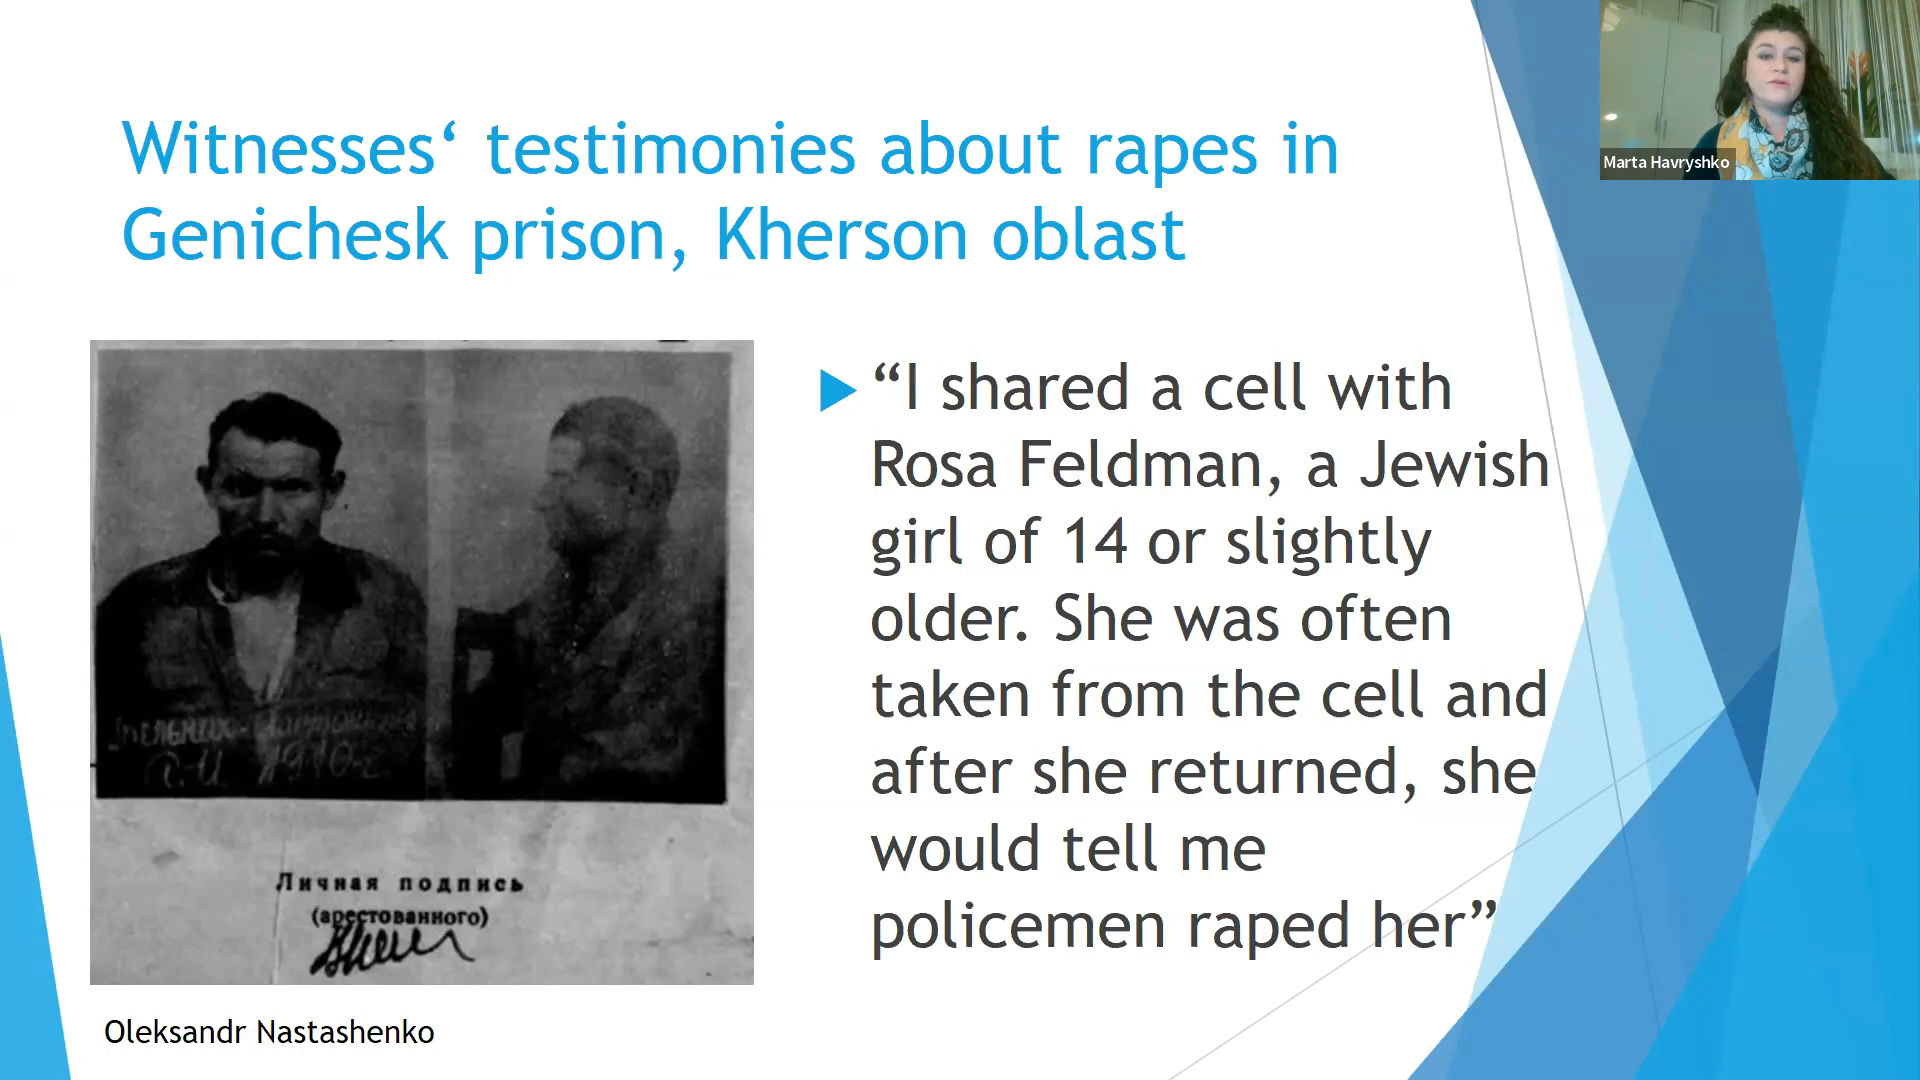 Witnesses‘ testimonies about rapes in
Genichesk prison, Kherson oblast
Marta Havryshko
“I shared a cell with
Rosa Feldman, a Jewish
girl of 14 or slightly
older. She was often
taken from the cell and
after she returned, she
would tell me
policemen raped her”
1910г
Личная подпись
(арестованного)
Oleksandr Nastashenko